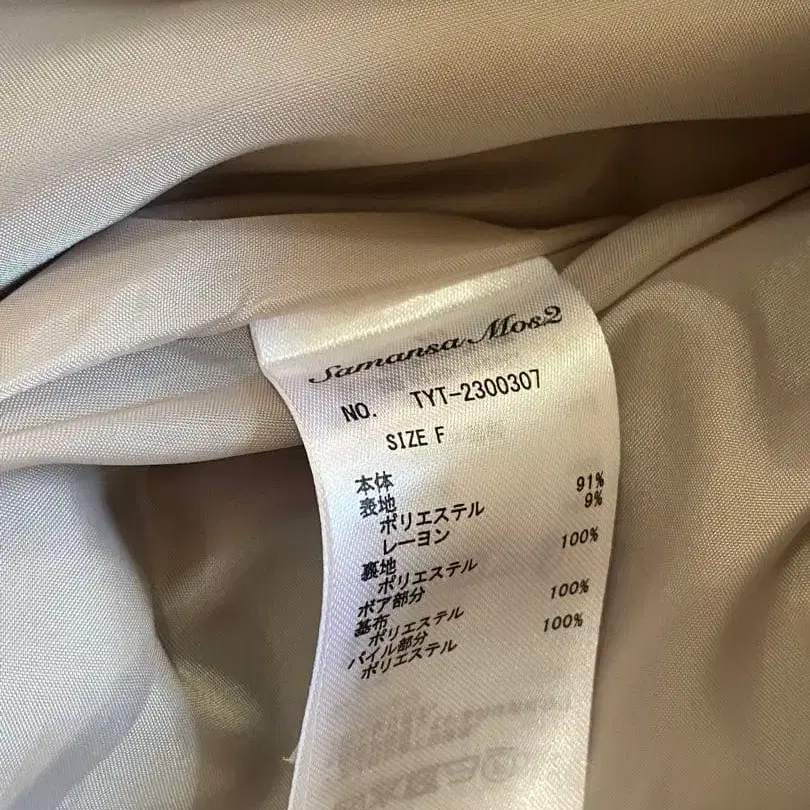 Samansa Mos2
NO. TYT-2300307
SIZE F
本体
表地
ポリエステル 91%
レーヨン 9%
裏地
ポリエステル 100%
ボア部分
基布
ポリエステル 100%
パイル部分
ポリエステル 100%